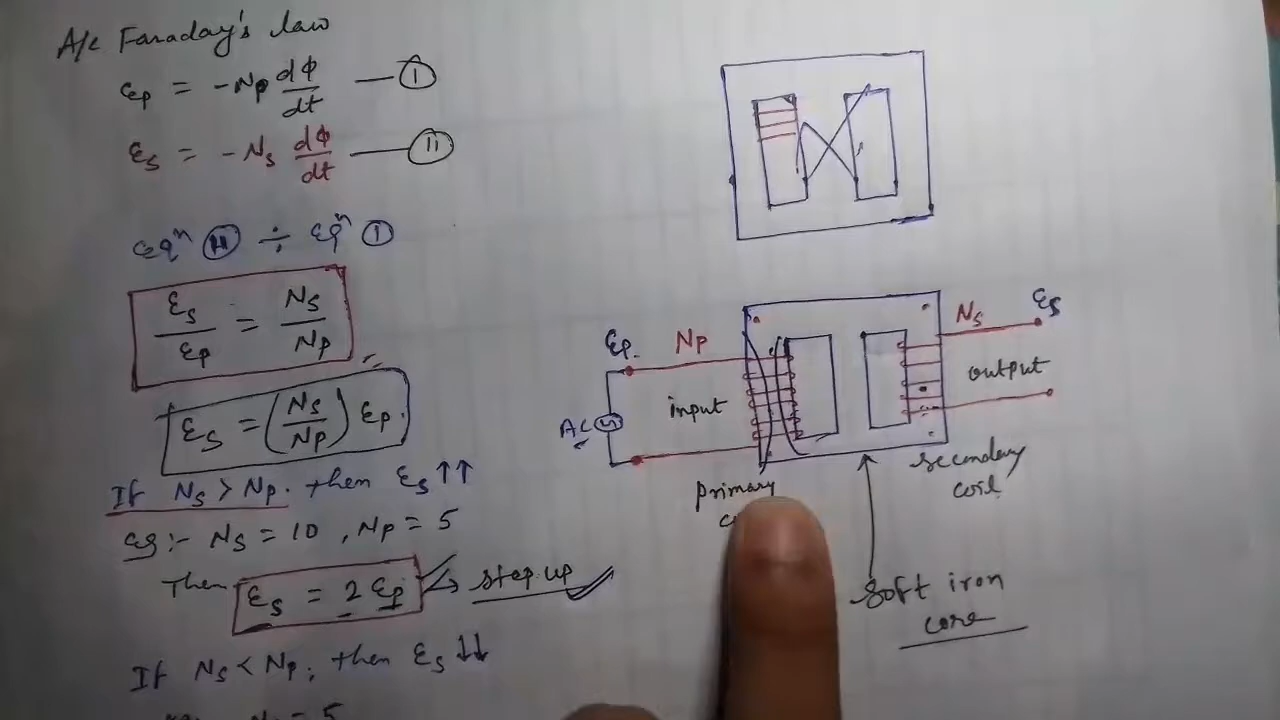 A/c Faraday's law
εp = -Np dΦ/dt — I
εs = -Ns dΦ/dt — II
Eqⁿ II ÷ Eqⁿ I
εs/εp = Ns/Np
εs = (Ns/Np) εp.
If Ns > Np. then εs ↑↑
eg :- Ns = 10 , Np = 5
Then εs = 2 εp → step up
If Ns < Np, then εs ↓↓
εp.
Np
input
AC
primary
Ns
εs
output
secondary
coil
soft iron
core